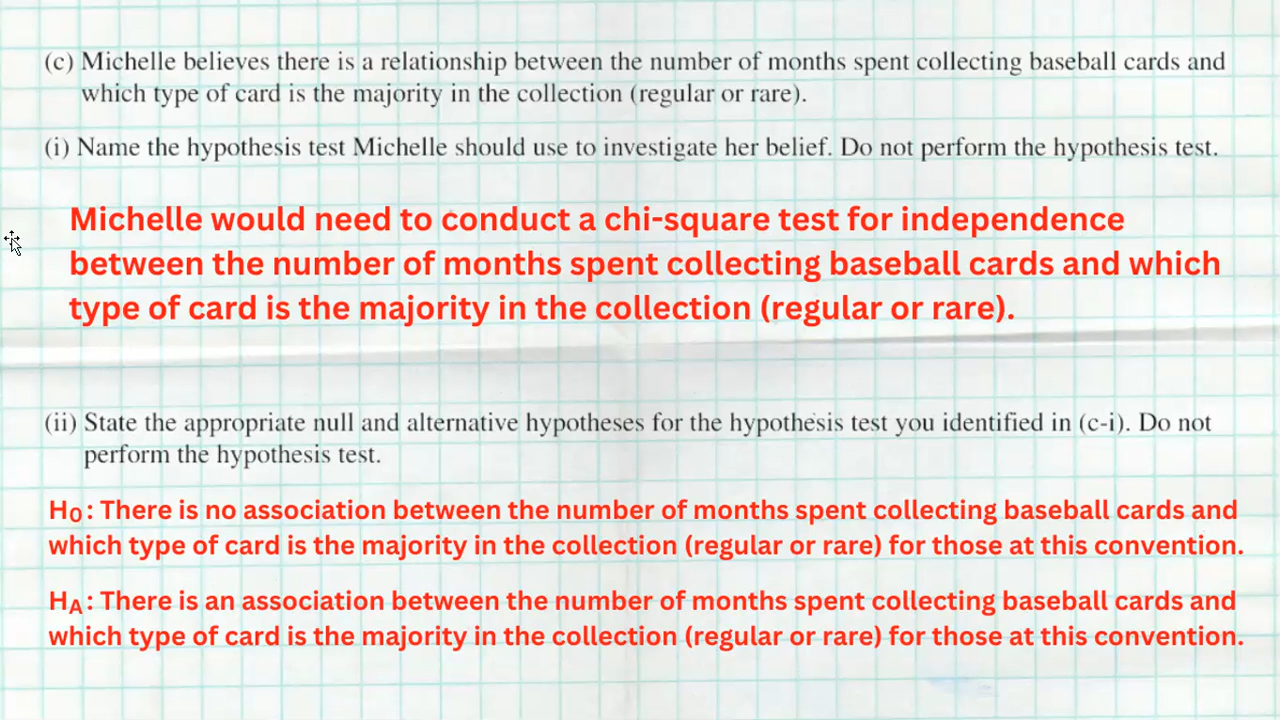 (c) Michelle believes there is a relationship between the number of months spent collecting baseball cards and
which type of card is the majority in the collection (regular or rare).
(i) Name the hypothesis test Michelle should use to investigate her belief. Do not perform the hypothesis test.
Michelle would need to conduct a chi-square test for independence
between the number of months spent collecting baseball cards and which
type of card is the majority in the collection (regular or rare).
(ii) State the appropriate null and alternative hypotheses for the hypothesis test you identified in (c-i). Do not
perform the hypothesis test.
H₀: There is no association between the number of months spent collecting baseball cards and
which type of card is the majority in the collection (regular or rare) for those at this convention.
Hᴀ: There is an association between the number of months spent collecting baseball cards and
which type of card is the majority in the collection (regular or rare) for those at this convention.